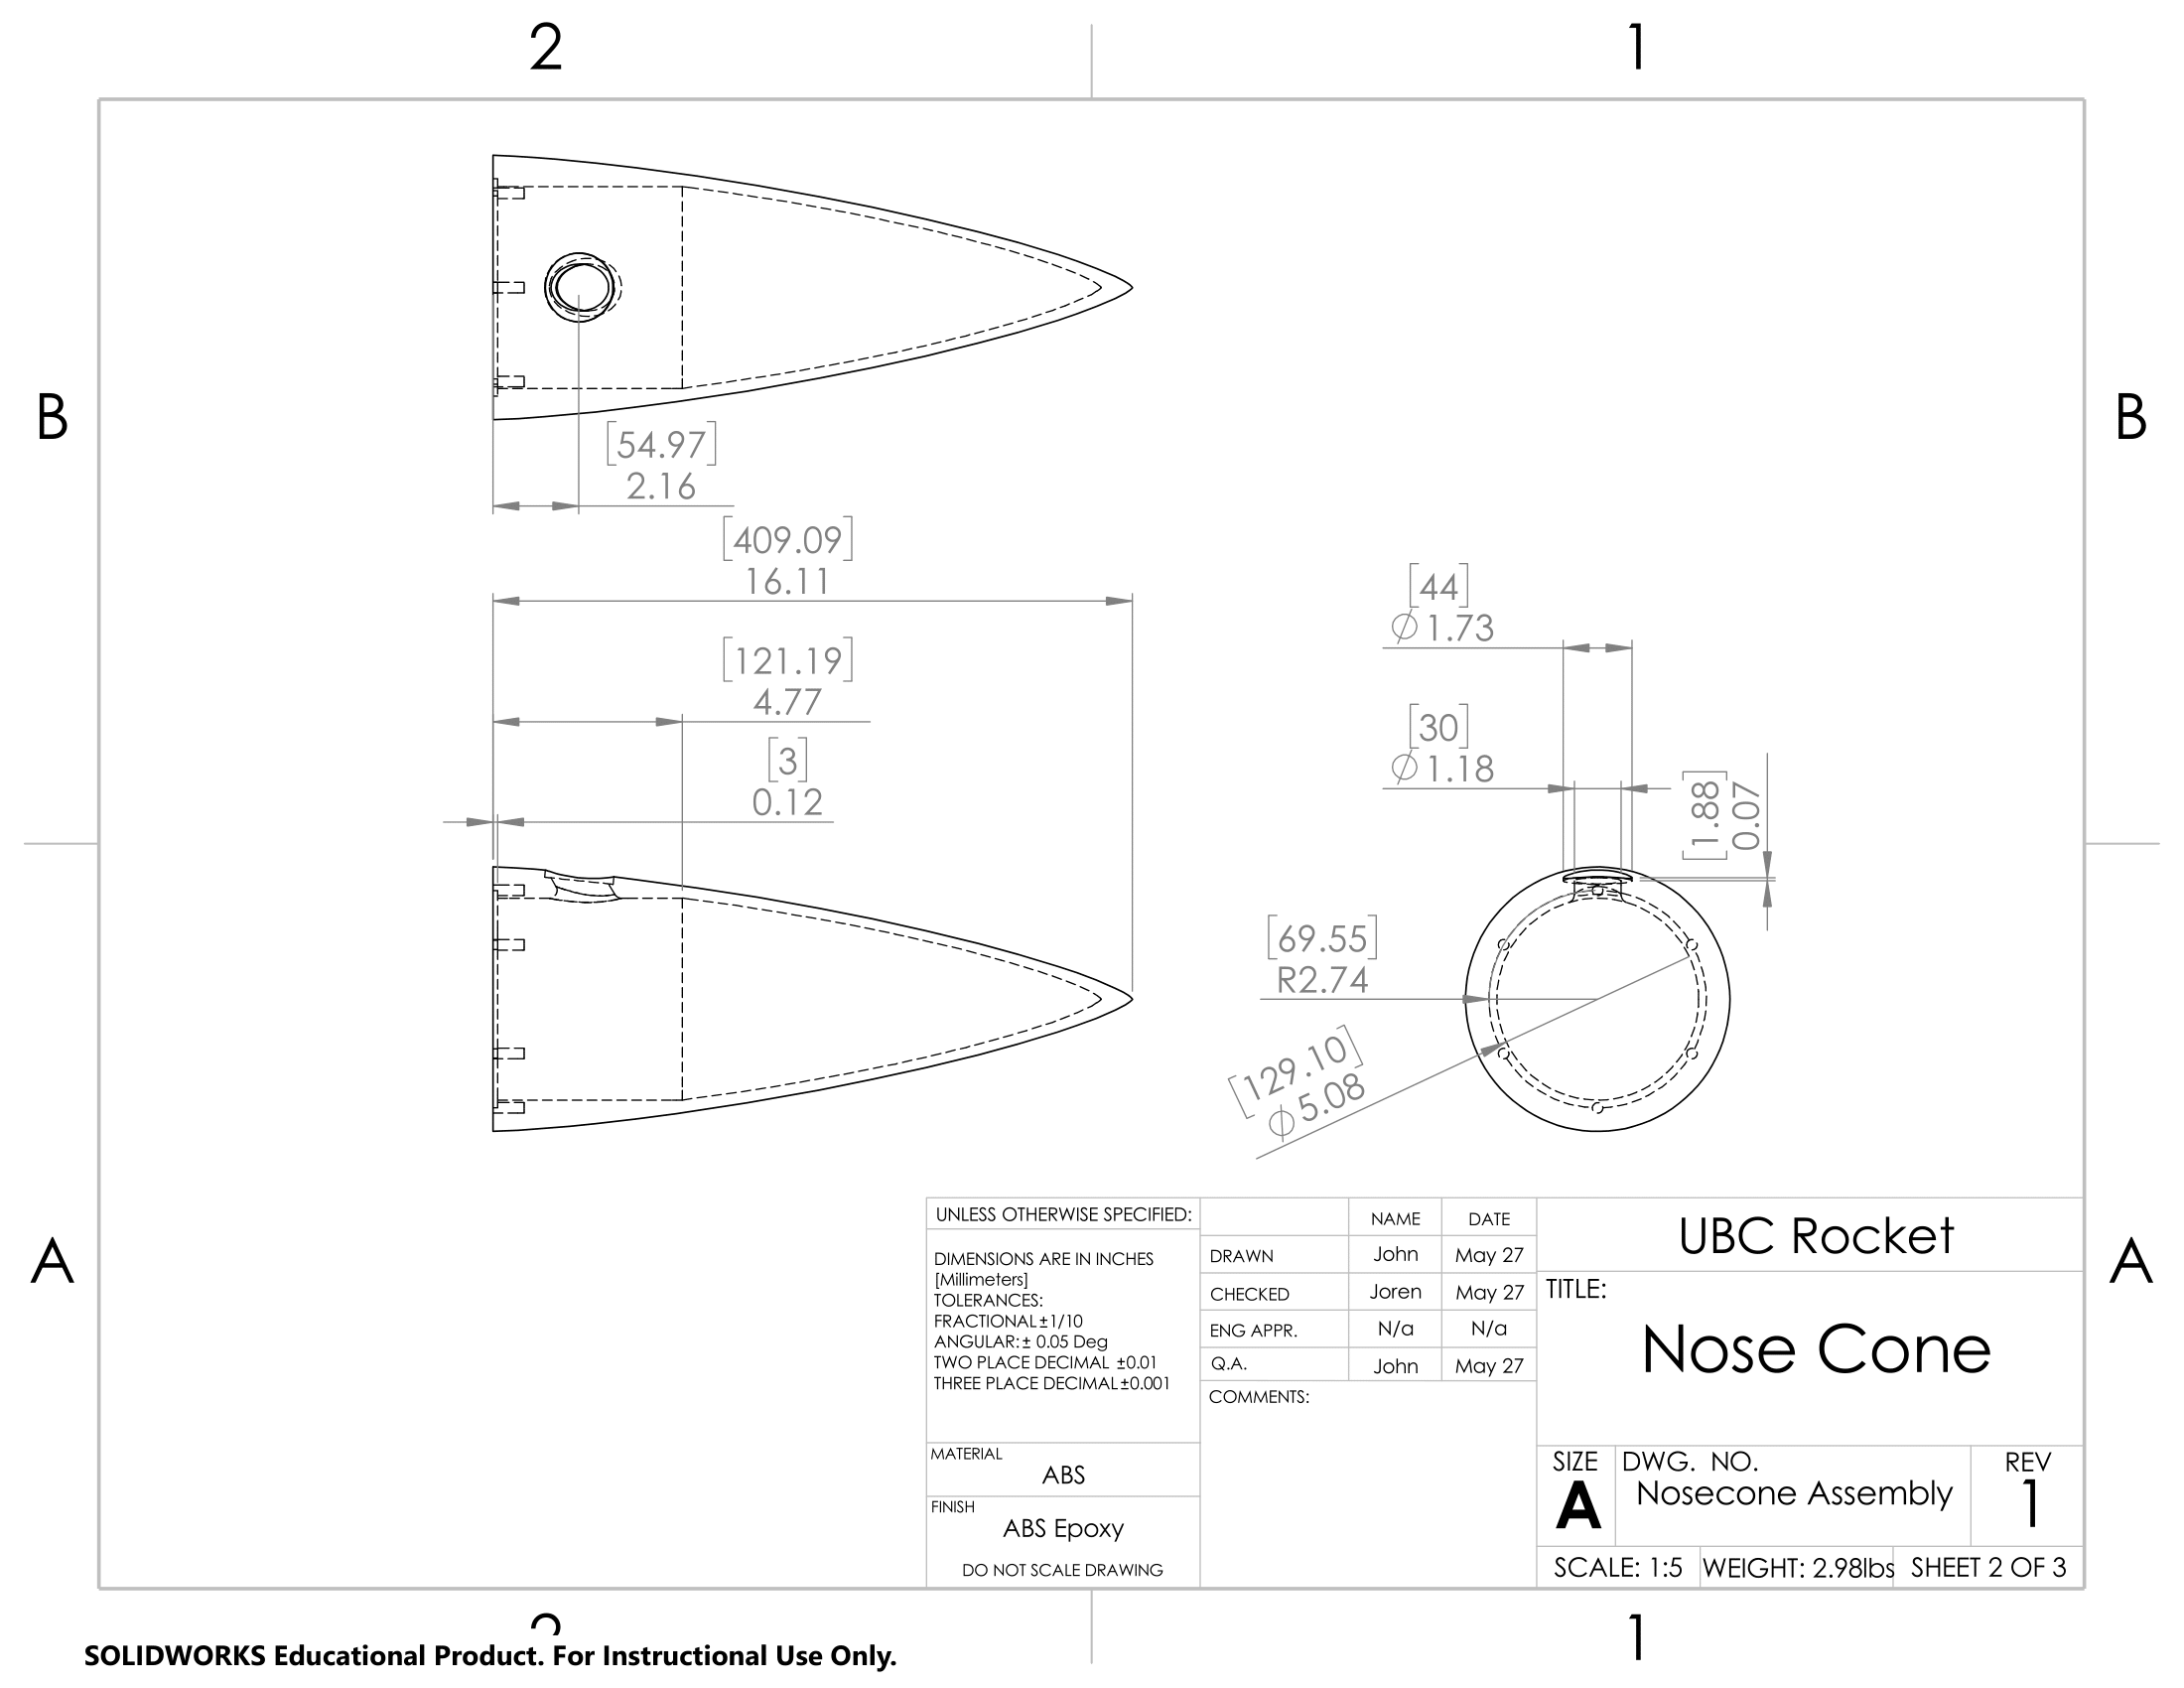 2
1
B
B
[54.97]
2.16
[409.09]
16.11
[121.19]
4.77
[3]
0.12
[44]
∅1.73
[30]
∅1.18
[1.88]
0.07
[69.55]
R2.74
[129.10]
∅5.08
A
A
UNLESS OTHERWISE SPECIFIED:
DIMENSIONS ARE IN INCHES
[Millimeters]
TOLERANCES:
FRACTIONAL±1/10
ANGULAR:± 0.05 Deg
TWO PLACE DECIMAL ±0.01
THREE PLACE DECIMAL±0.001
MATERIAL
ABS
FINISH
ABS Epoxy
DO NOT SCALE DRAWING
NAME DATE
DRAWN John May 27
CHECKED Joren May 27
ENG APPR. N/a N/a
Q.A. John May 27
COMMENTS:
UBC Rocket
TITLE:
Nose Cone
SIZE DWG. NO. REV
A Nosecone Assembly 1
SCALE: 1:5 WEIGHT: 2.98lbs SHEET 2 OF 3
2
1
SOLIDWORKS Educational Product. For Instructional Use Only.